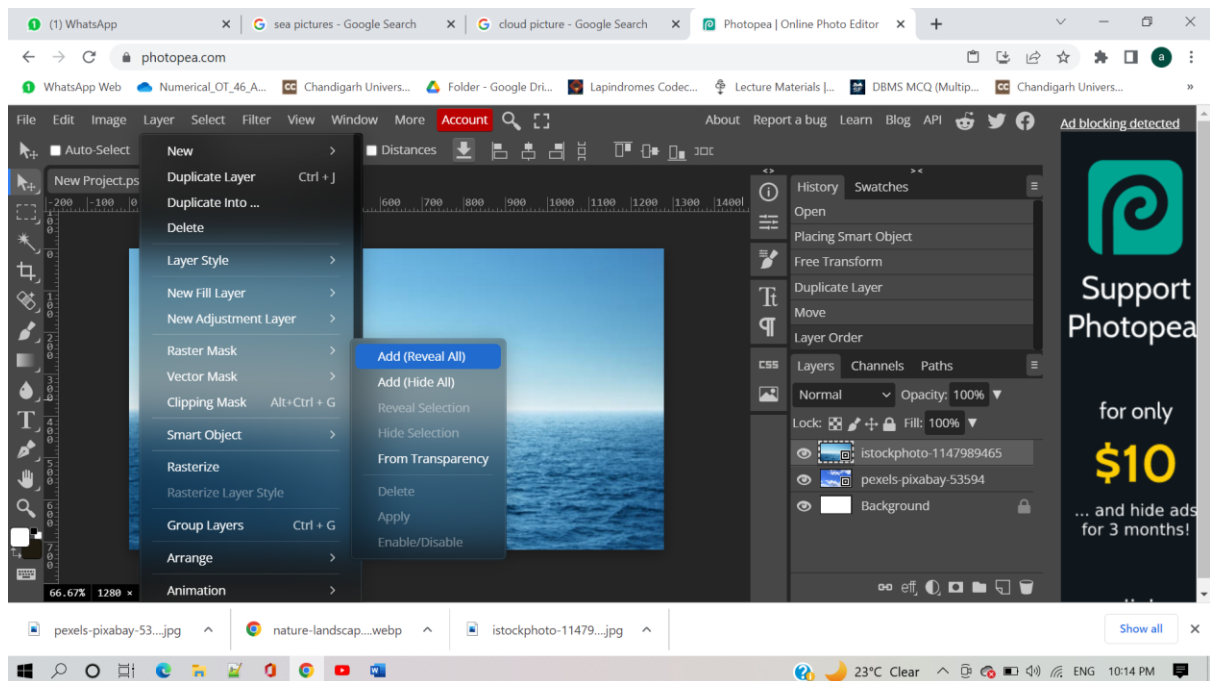 (1) WhatsApp
sea pictures - Google Search
cloud picture - Google Search
Photopea | Online Photo Editor
photopea.com
WhatsApp Web
Numerical_OT_46_A...
Chandigarh Univers...
Folder - Google Dri...
Lapindromes Codec...
Lecture Materials |...
DBMS MCQ (Multip...
Chandigarh Univers...
»
File Edit Image Layer Select Filter View Window More Account
About Report a bug Learn Blog API
Ad blocking detected
Auto-Select
Distances
New Project.ps
-200 -100 0
600 700 800 900 1000 1100 1200 1300 1400
New
Duplicate Layer Ctrl + J
Duplicate Into ...
Delete
Layer Style
New Fill Layer
New Adjustment Layer
Raster Mask
Vector Mask
Clipping Mask Alt+Ctrl + G
Smart Object
Rasterize
Rasterize Layer Style
Group Layers Ctrl + G
Arrange
Animation
Add (Reveal All)
Add (Hide All)
Reveal Selection
Hide Selection
From Transparency
Delete
Apply
Enable/Disable
66.67% 1280 ×
CSS
History Swatches
Open
Placing Smart Object
Free Transform
Duplicate Layer
Move
Layer Order
Layers Channels Paths
Normal Opacity: 100%
Lock: Fill: 100%
istockphoto-1147989465
pexels-pixabay-53594
Background
eff
Support
Photopea
for only
$10
... and hide ads
for 3 months!
pexels-pixabay-53....jpg
nature-landscap....webp
istockphoto-11479....jpg
Show all
23°C Clear
ENG
10:14 PM